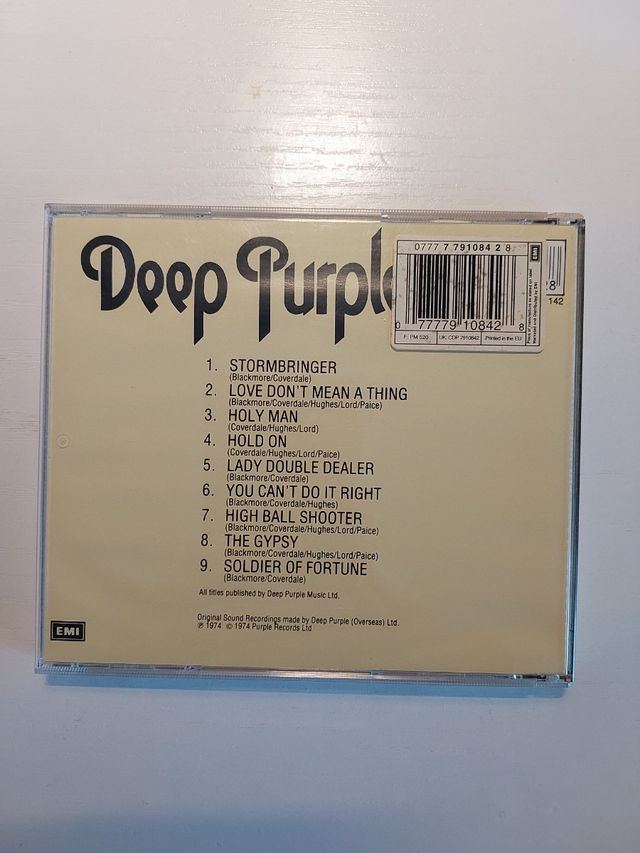 Deep Purple
0777 7 791084 2 8
0 77779 10842 8
F: PM 520 UK: CDP 7910842 Printed in the EU
EMI
8
142
1. STORMBRINGER
(Blackmore/Coverdale)
2. LOVE DON'T MEAN A THING
(Blackmore/Coverdale/Hughes/Lord/Paice)
3. HOLY MAN
(Coverdale/Hughes/Lord)
4. HOLD ON
(Coverdale/Hughes/Lord/Paice)
5. LADY DOUBLE DEALER
(Blackmore/Coverdale)
6. YOU CAN'T DO IT RIGHT
(Blackmore/Coverdale/Hughes)
7. HIGH BALL SHOOTER
(Blackmore/Coverdale/Hughes/Lord/Paice)
8. THE GYPSY
(Blackmore/Coverdale/Hughes/Lord/Paice)
9. SOLDIER OF FORTUNE
(Blackmore/Coverdale)
All titles published by Deep Purple Music Ltd.
Original Sound Recordings made by Deep Purple (Overseas) Ltd.
℗ 1974 © 1974 Purple Records Ltd
EMI